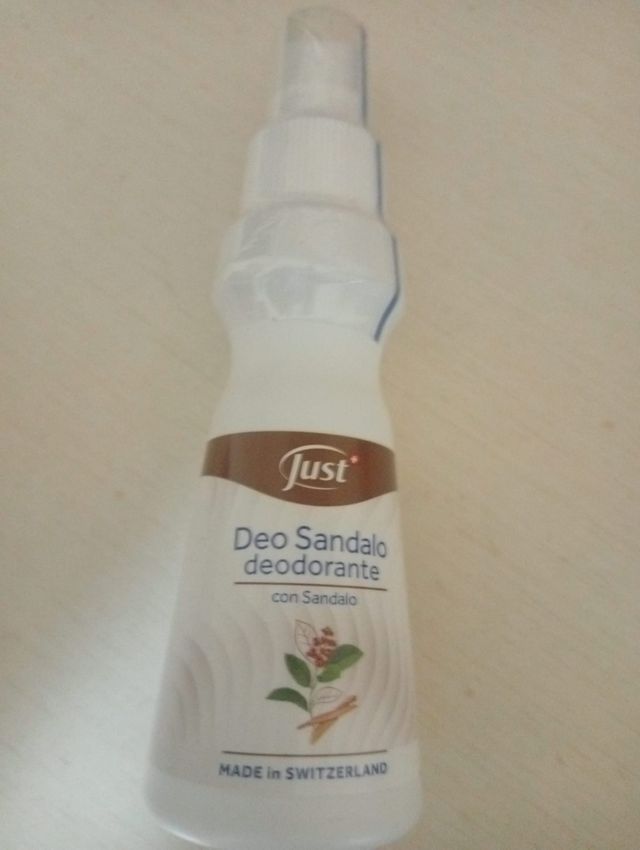 Just
Deo Sandalo
deodorante
con Sandalo
MADE in SWITZERLAND